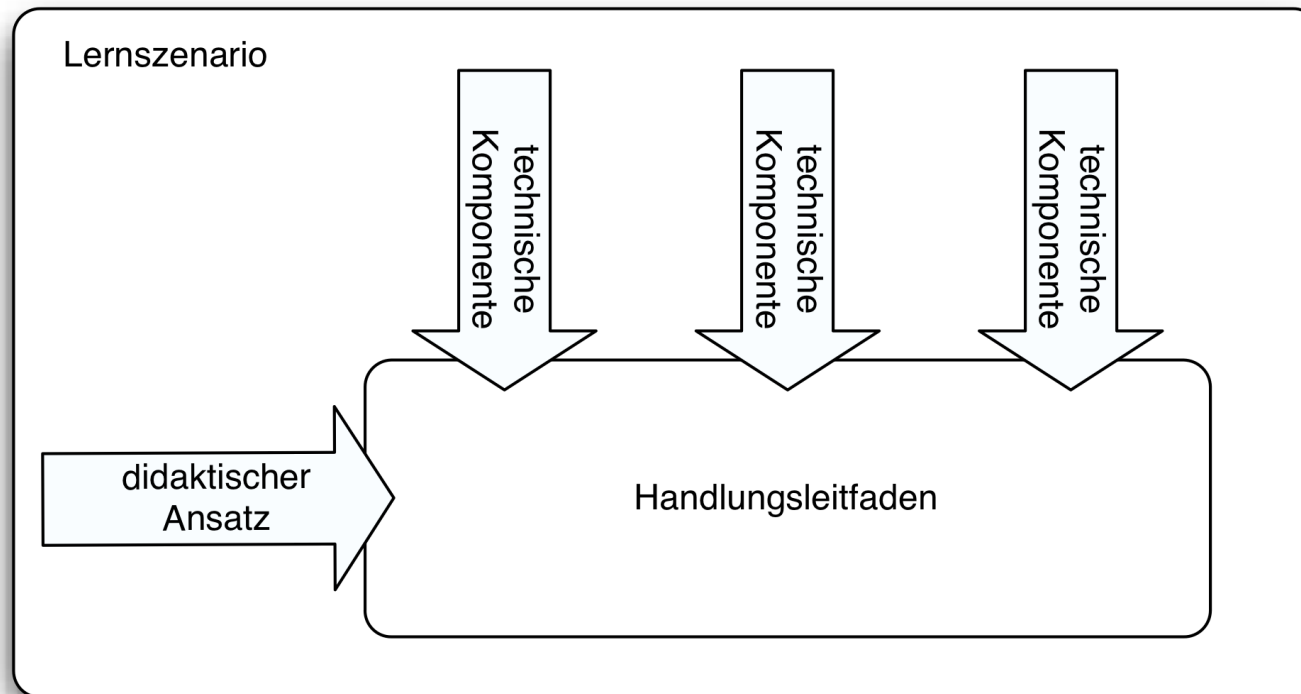 Lernszenario
technische
Komponente
technische
Komponente
technische
Komponente
didaktischer
Ansatz
Handlungsleitfaden